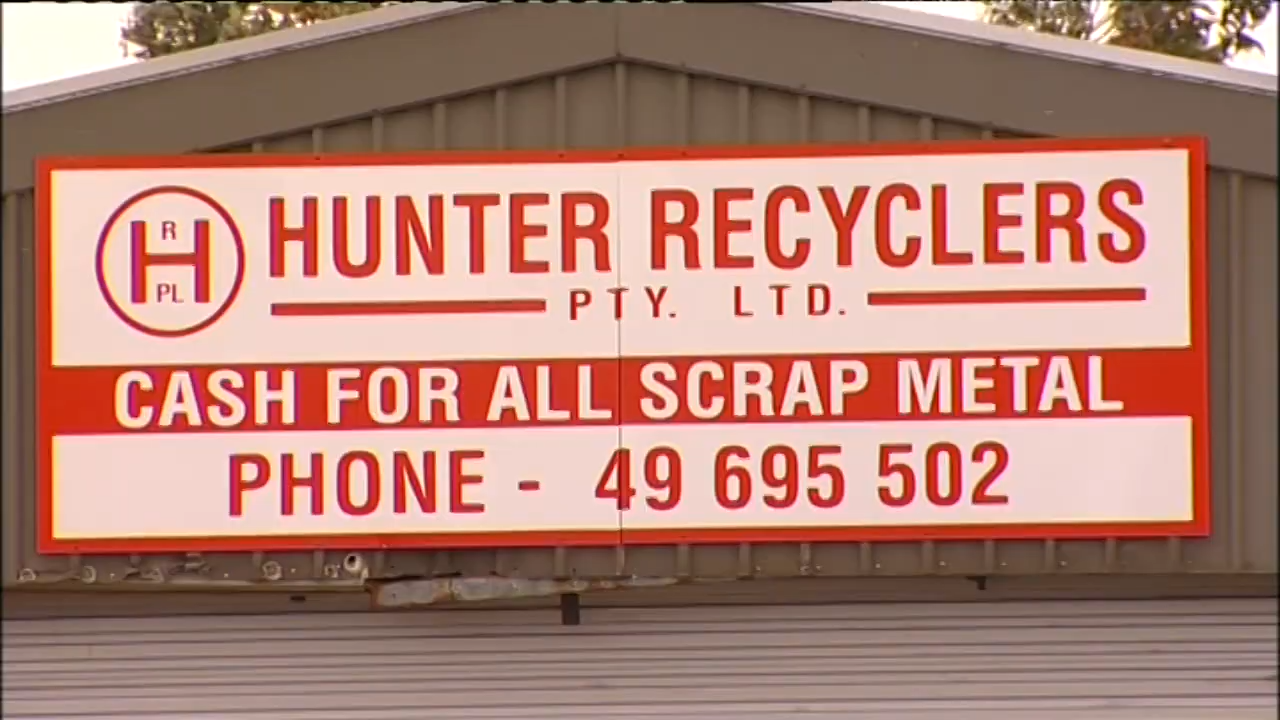 R
H
PL
HUNTER RECYCLERS
PTY. LTD.
CASH FOR ALL SCRAP METAL
PHONE - 49 695 502